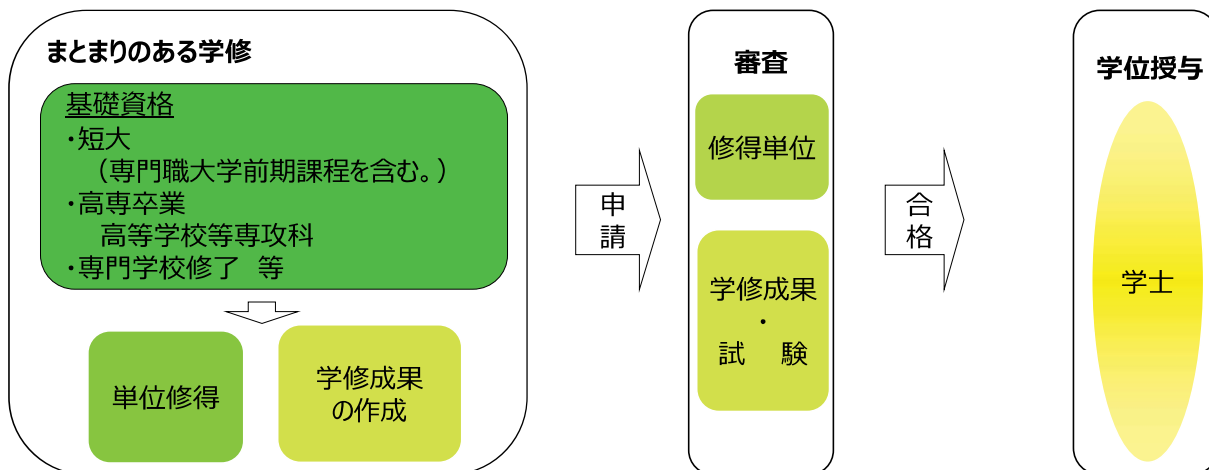 まとまりのある学修
基礎資格
・短大
（専門職大学前期課程を含む。）
・高専卒業
高等学校等専攻科
・専門学校修了　等
単位修得
学修成果
の作成
申
請
審査
修得単位
学修成果
・
試　験
合
格
学位授与
学士